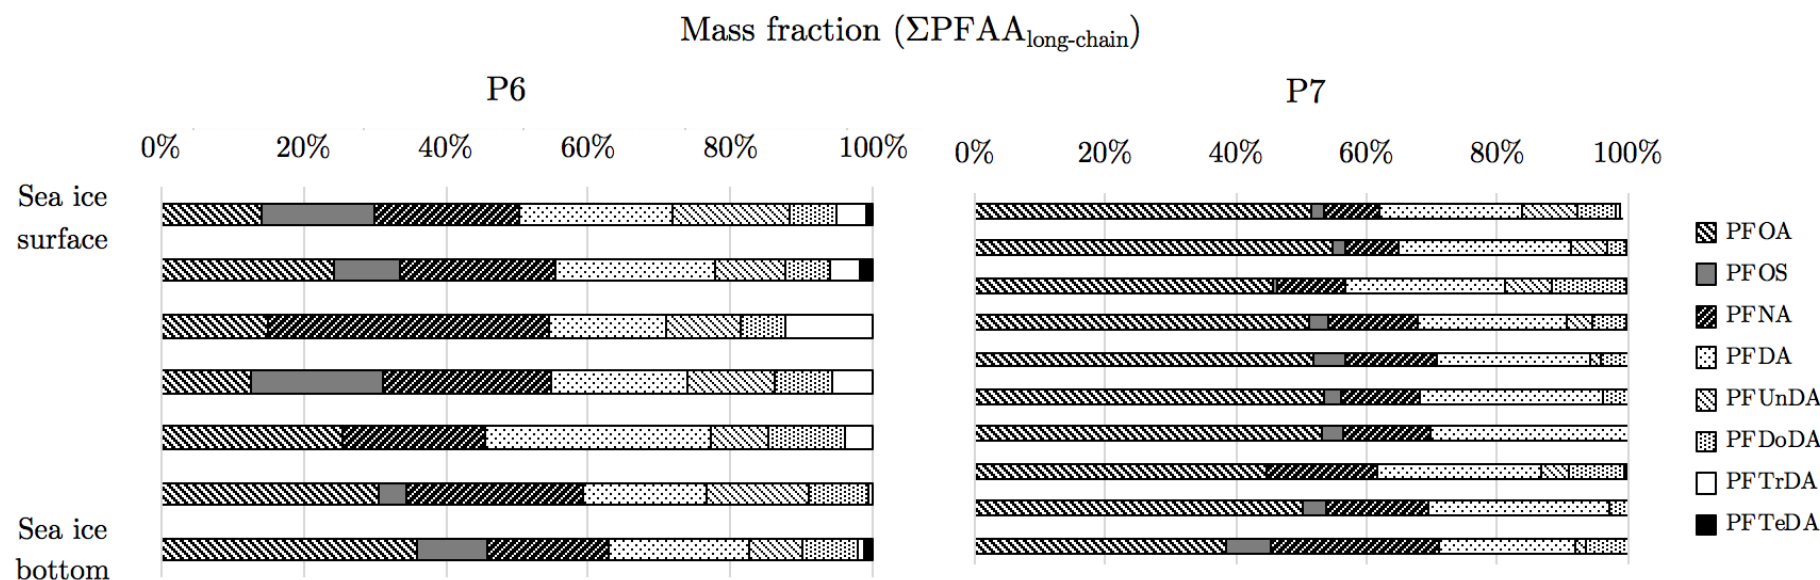 Mass fraction (ΣPFAAlong-chain)
P6
P7
0% 20% 40% 60% 80% 100%
0% 20% 40% 60% 80% 100%
Sea ice
surface
Sea ice
bottom
PFOA
PFOS
PFNA
PFDA
PFUnDA
PFDoDA
PFTrDA
PFTeDA